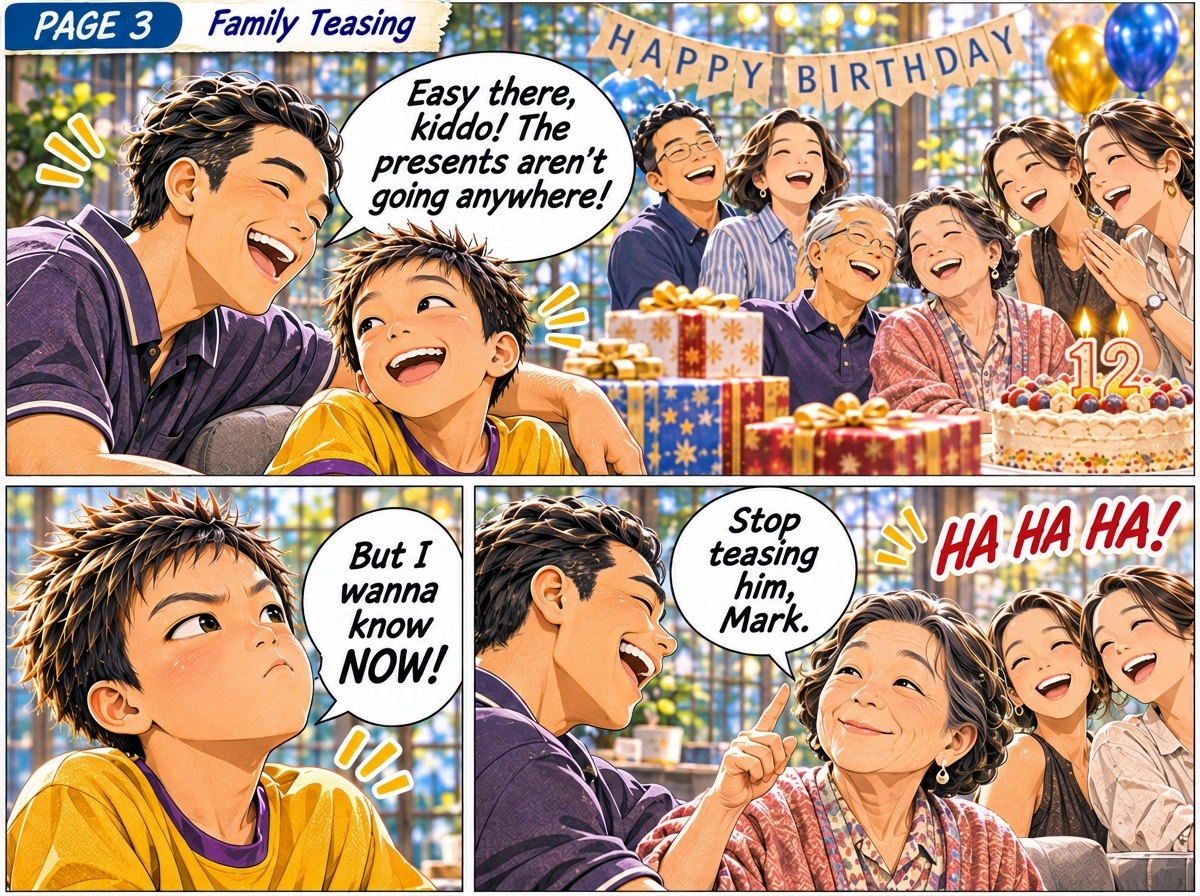 PAGE 3
Family Teasing
HAPPY BIRTHDAY
Easy there,
kiddo! The
presents aren't
going anywhere!
12
But I
wanna
know
NOW!
Stop
teasing
him,
Mark.
HA HA HA!